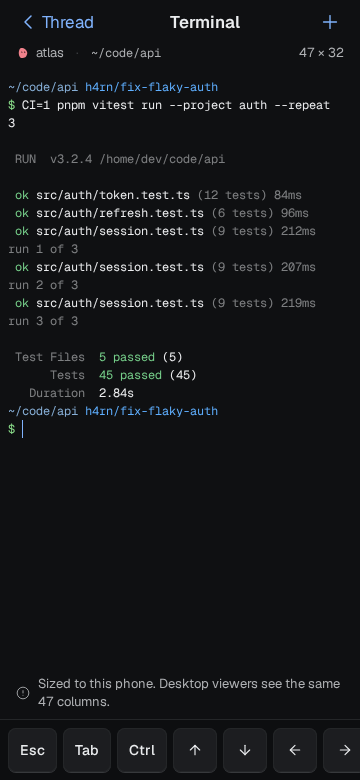 Thread
Terminal
+
atlas · ~/code/api
47 × 32
~/code/api h4rn/fix-flaky-auth
$ CI=1 pnpm vitest run --project auth --repeat
3
RUN v3.2.4 /home/dev/code/api
ok src/auth/token.test.ts (12 tests) 84ms
ok src/auth/refresh.test.ts (6 tests) 96ms
ok src/auth/session.test.ts (9 tests) 212ms
run 1 of 3
ok src/auth/session.test.ts (9 tests) 207ms
run 2 of 3
ok src/auth/session.test.ts (9 tests) 219ms
run 3 of 3
Test Files 5 passed (5)
Tests 45 passed (45)
Duration 2.84s
~/code/api h4rn/fix-flaky-auth
$
Sized to this phone. Desktop viewers see the same
47 columns.
Esc Tab Ctrl ↑ ↓ ← →